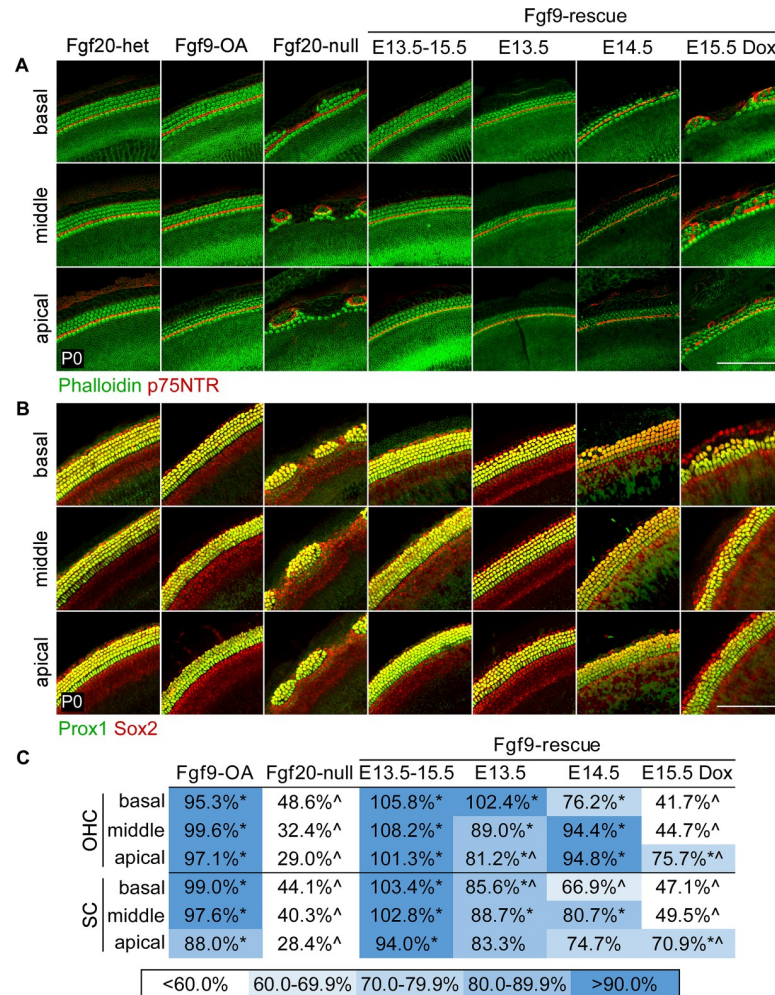 Fgf9-rescue
Fgf20-het Fgf9-OA Fgf20-null E13.5-15.5 E13.5 E14.5 E15.5 Dox
A
basal
middle
apical
P0
Phalloidin p75NTR
B
basal
middle
apical
P0
Prox1 Sox2
C
Fgf9-rescue
Fgf9-OA Fgf20-null E13.5-15.5 E13.5 E14.5 E15.5 Dox
OHC
basal 95.3%* 48.6%^ 105.8%* 102.4%* 76.2%* 41.7%^
middle 99.6%* 32.4%^ 108.2%* 89.0%* 94.4%* 44.7%^
apical 97.1%* 29.0%^ 101.3%* 81.2%*^ 94.8%* 75.7%*^
SC
basal 99.0%* 44.1%^ 103.4%* 85.6%*^ 66.9%^ 47.1%^
middle 97.6%* 40.3%^ 102.8%* 88.7%* 80.7%* 49.5%^
apical 88.0%* 28.4%^ 94.0%* 83.3% 74.7% 70.9%*^
<60.0% 60.0-69.9% 70.0-79.9% 80.0-89.9% >90.0%